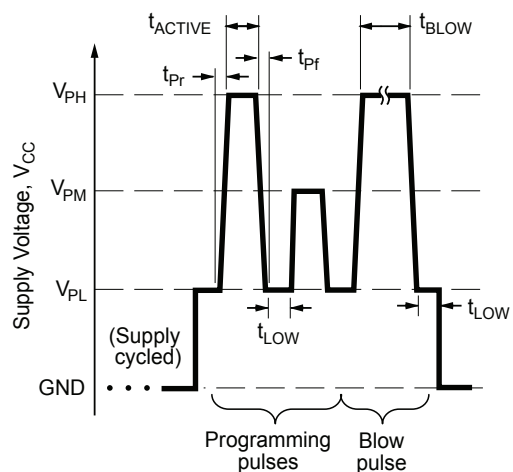 tACTIVE
tBLOW
tPr
tPf
VPH
VPM
VPL
GND
Supply Voltage, VCC
(Supply
cycled)
tLOW
tLOW
Programming
pulses
Blow
pulse